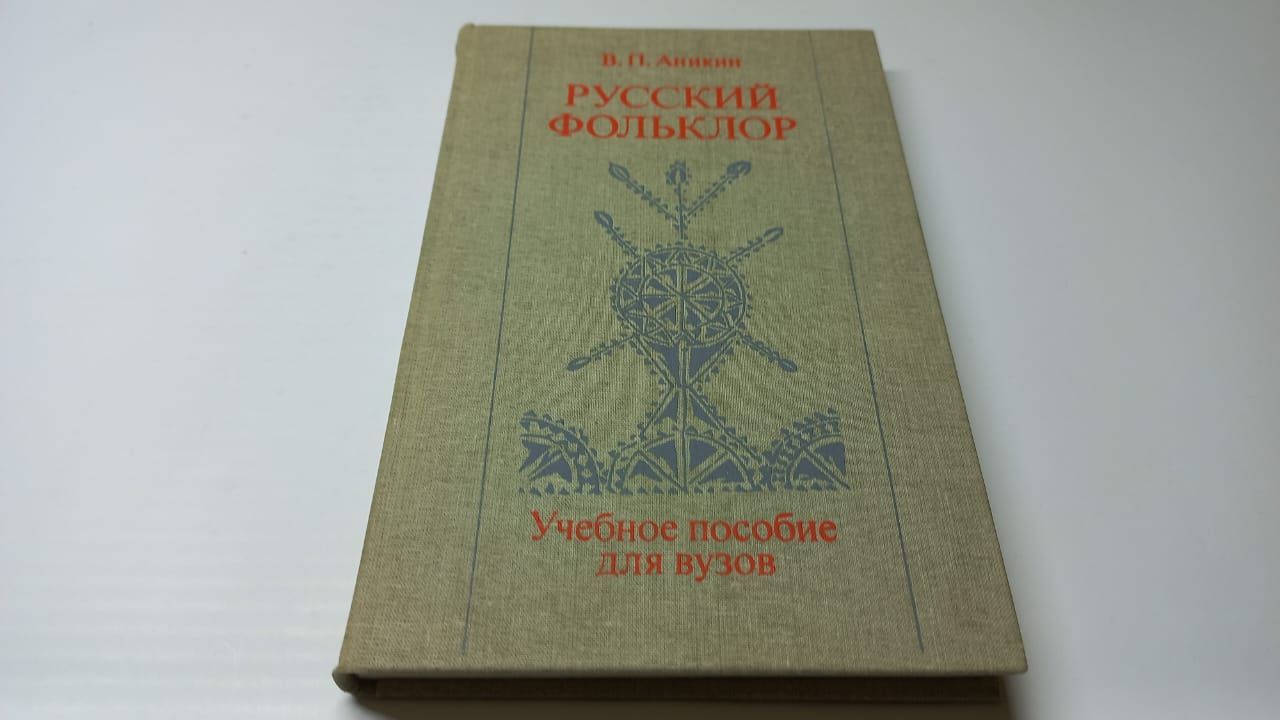 В. П. Аникин
РУССКИЙ
ФОЛЬКЛОР
Учебное пособие
для вузов